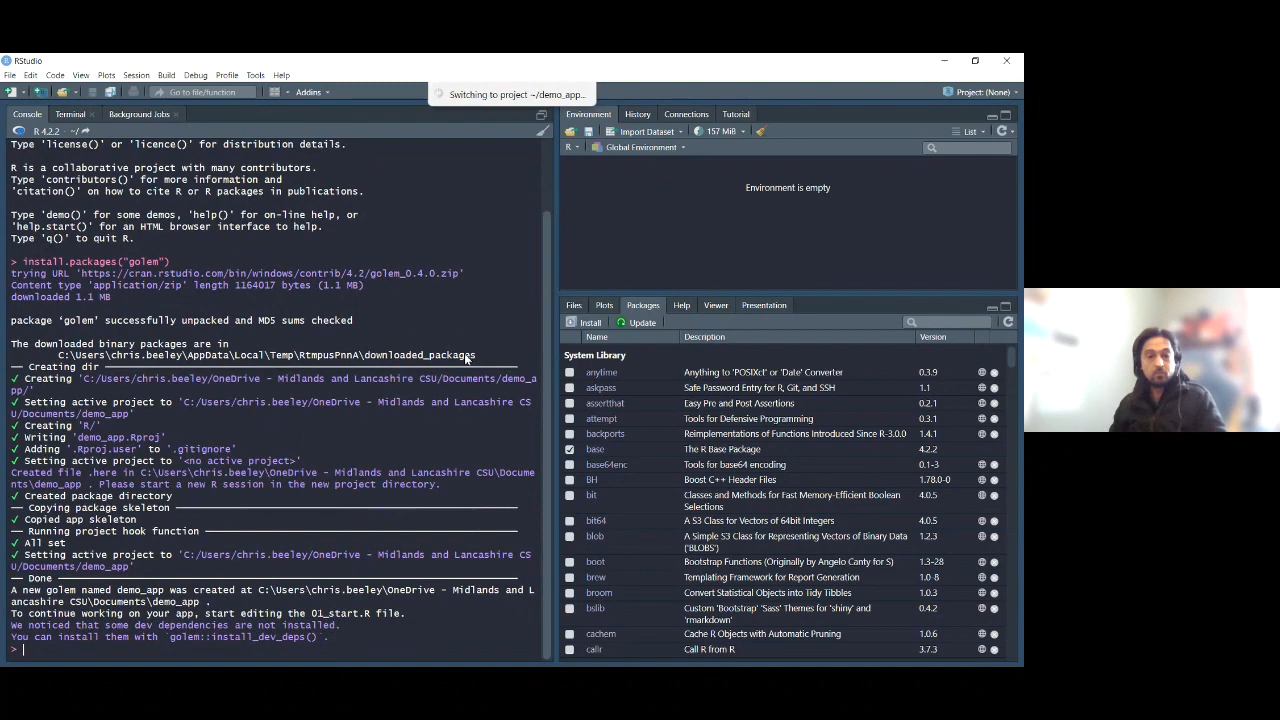 RStudio
File Edit Code View Plots Session Build Debug Profile Tools Help
Go to file/function Addins Project: (None)
Switching to project ~/demo_app...
Console Terminal Background Jobs
R 4.2.2 · ~/
Type 'license()' or 'licence()' for distribution details.
R is a collaborative project with many contributors.
Type 'contributors()' for more information and
'citation()' on how to cite R or R packages in publications.
Type 'demo()' for some demos, 'help()' for on-line help, or
'help.start()' for an HTML browser interface to help.
Type 'q()' to quit R.
> install.packages("golem")
trying URL 'https://cran.rstudio.com/bin/windows/contrib/4.2/golem_0.4.0.zip'
Content type 'application/zip' length 1164017 bytes (1.1 MB)
downloaded 1.1 MB
package ‘golem’ successfully unpacked and MD5 sums checked
The downloaded binary packages are in
C:\Users\chris.beeley\AppData\Local\Temp\RtmpusPnnA\downloaded_packages
── Creating dir ──
✓ Creating 'C:/Users/chris.beeley/OneDrive - Midlands and Lancashire CSU/Documents/demo_a
pp/'
✓ Setting active project to 'C:/Users/chris.beeley/OneDrive - Midlands and Lancashire CS
U/Documents/demo_app'
✓ Creating 'R/'
✓ Writing 'demo_app.Rproj'
✓ Adding '.Rproj.user' to '.gitignore'
✓ Setting active project to '<no active project>'
Created file .here in C:\Users\chris.beeley\OneDrive - Midlands and Lancashire CSU\Docume
nts\demo_app . Please start a new R session in the new project directory.
✓ Created package directory
── Copying package skeleton ──
✓ Copied app skeleton
── Running project hook function ──
✓ All set
✓ Setting active project to 'C:/Users/chris.beeley/OneDrive - Midlands and Lancashire CS
U/Documents/demo_app'
── Done ──
A new golem named demo_app was created at C:\Users\chris.beeley\OneDrive - Midlands and L
ancashire CSU\Documents\demo_app .
To continue working on your app, start editing the 01_start.R file.
We noticed that some dev dependencies are not installed.
You can install them with `golem::install_dev_deps()`.
>
Environment History Connections Tutorial
Import Dataset 157 MiB List
R Global Environment
Environment is empty
Files Plots Packages Help Viewer Presentation
Install Update
Name Description Version
System Library
anytime Anything to 'POSIXct' or 'Date' Converter 0.3.9
askpass Safe Password Entry for R, Git, and SSH 1.1
assertthat Easy Pre and Post Assertions 0.2.1
attempt Tools for Defensive Programming 0.3.1
backports Reimplementations of Functions Introduced Since R-3.0.0 1.4.1
base The R Base Package 4.2.2
base64enc Tools for base64 encoding 0.1-3
BH Boost C++ Header Files 1.78.0-0
bit Classes and Methods for Fast Memory-Efficient Boolean 4.0.5
Selections
bit64 A S3 Class for Vectors of 64bit Integers 4.0.5
blob A Simple S3 Class for Representing Vectors of Binary Data 1.2.3
('BLOBS')
boot Bootstrap Functions (Originally by Angelo Canty for S) 1.3-28
brew Templating Framework for Report Generation 1.0-8
broom Convert Statistical Objects into Tidy Tibbles 1.0.3
bslib Custom 'Bootstrap' 'Sass' Themes for 'shiny' and 0.4.2
'rmarkdown'
cachem Cache R Objects with Automatic Pruning 1.0.6
callr Call R from R 3.7.3